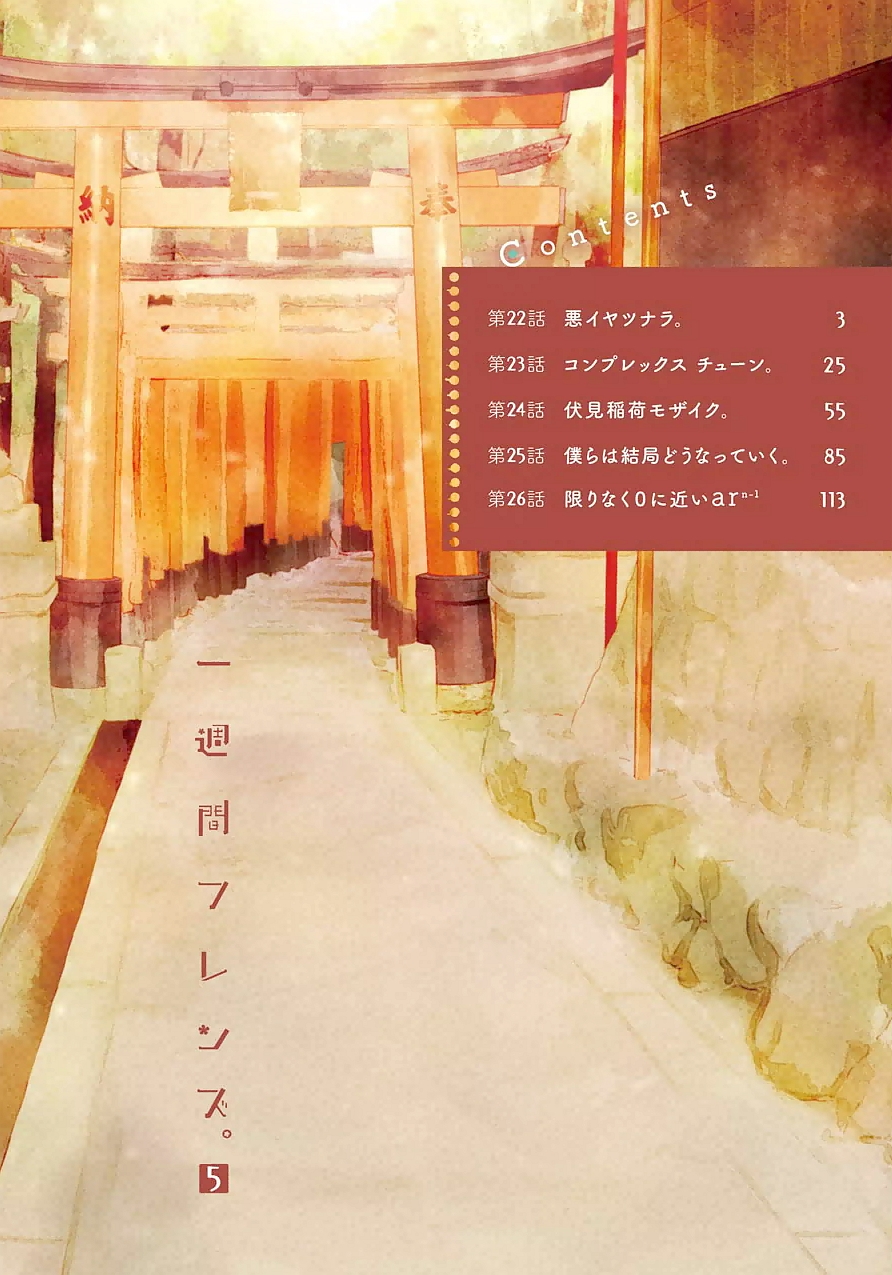 納
奉
Contents
第22話 悪イヤツナラ。 3
第23話 コンプレックス チューン。 25
第24話 伏見稲荷モザイク。 55
第25話 僕らは結局どうなっていく。 85
第26話 限りなく0に近いarⁿ⁻¹ 113
一週間フレンズ。5